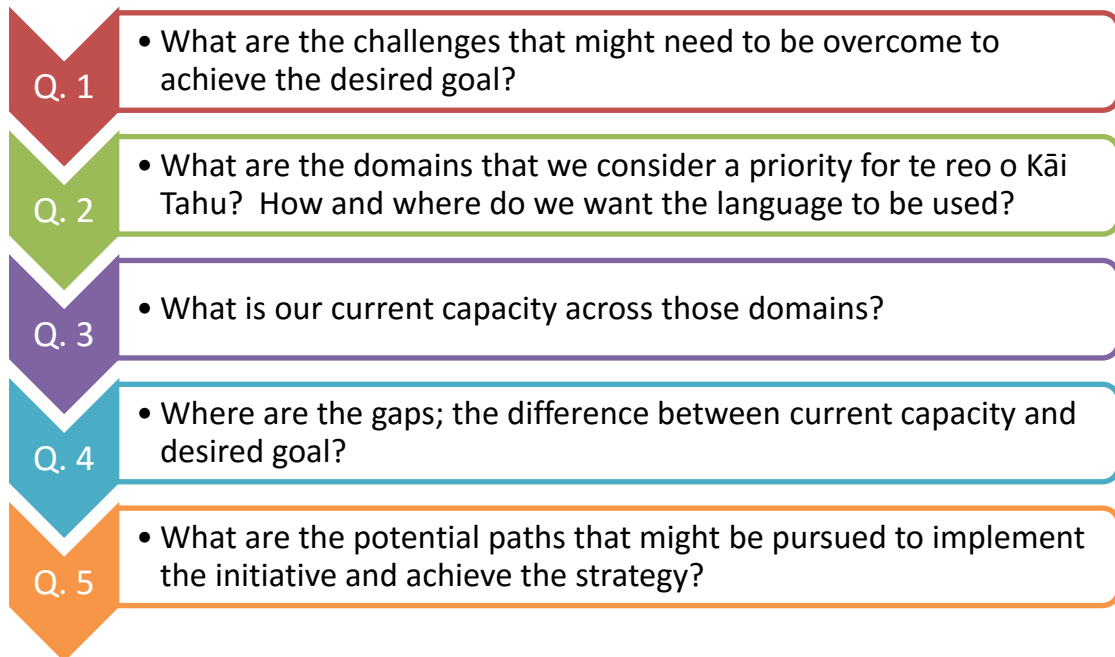 Q. 1
• What are the challenges that might need to be overcome to
achieve the desired goal?
Q. 2
• What are the domains that we consider a priority for te reo o Kāi
Tahu?  How and where do we want the language to be used?
Q. 3
• What is our current capacity across those domains?
Q. 4
• Where are the gaps; the difference between current capacity and
desired goal?
Q. 5
• What are the potential paths that might be pursued to implement
the initiative and achieve the strategy?